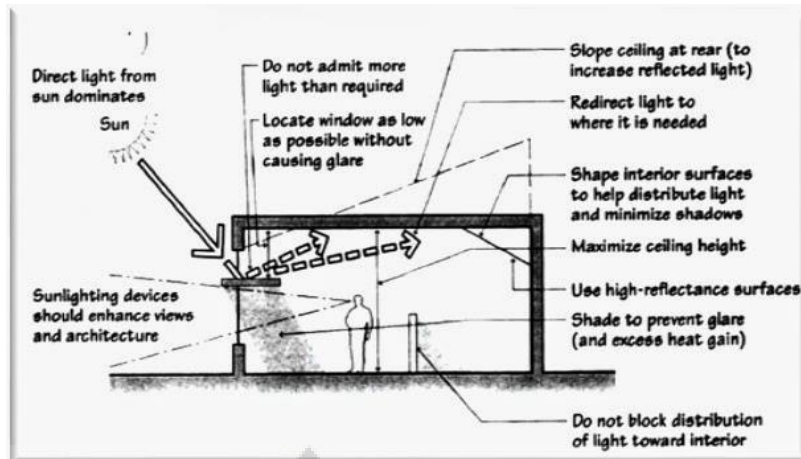 Direct light from
sun dominates
Sun
Do not admit more
light than required
Locate window as low
as possible without
causing glare
Sunlighting devices
should enhance views
and architecture
Slope ceiling at rear (to
increase reflected light)
Redirect light to
where it is needed
Shape interior surfaces
to help distribute light
and minimize shadows
Maximize ceiling height
Use high-reflectance surfaces
Shade to prevent glare
(and excess heat gain)
Do not block distribution
of light toward interior